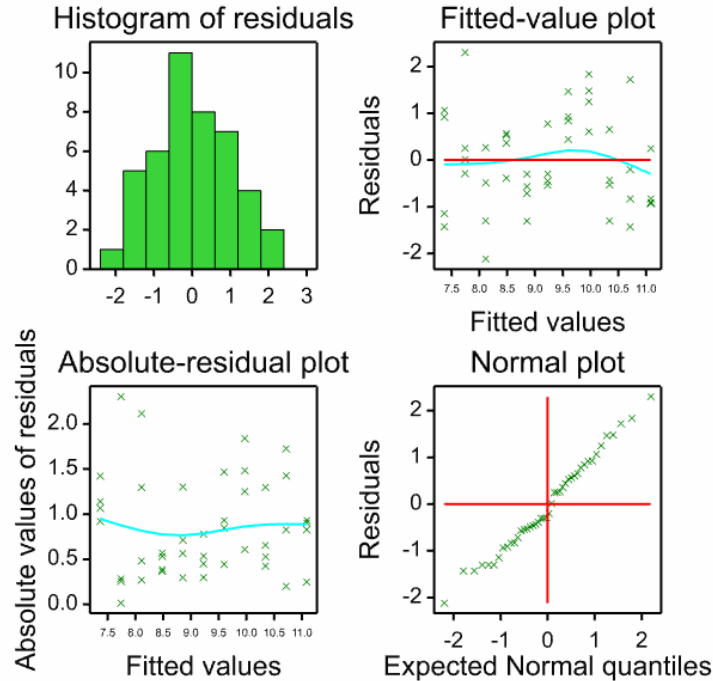 Histogram of residuals
10
8
6
4
2
0
-2 -1 0 1 2 3
Fitted-value plot
Residuals
2
1
0
-1
-2
7.5 8.0 8.5 9.0 9.5 10.0 10.5 11.0
Fitted values
Absolute-residual plot
Absolute values of residuals
2.0
1.5
1.0
0.5
0.0
7.5 8.0 8.5 9.0 9.5 10.0 10.5 11.0
Fitted values
Normal plot
Residuals
2
1
0
-1
-2
-2 -1 0 1 2
Expected Normal quantiles